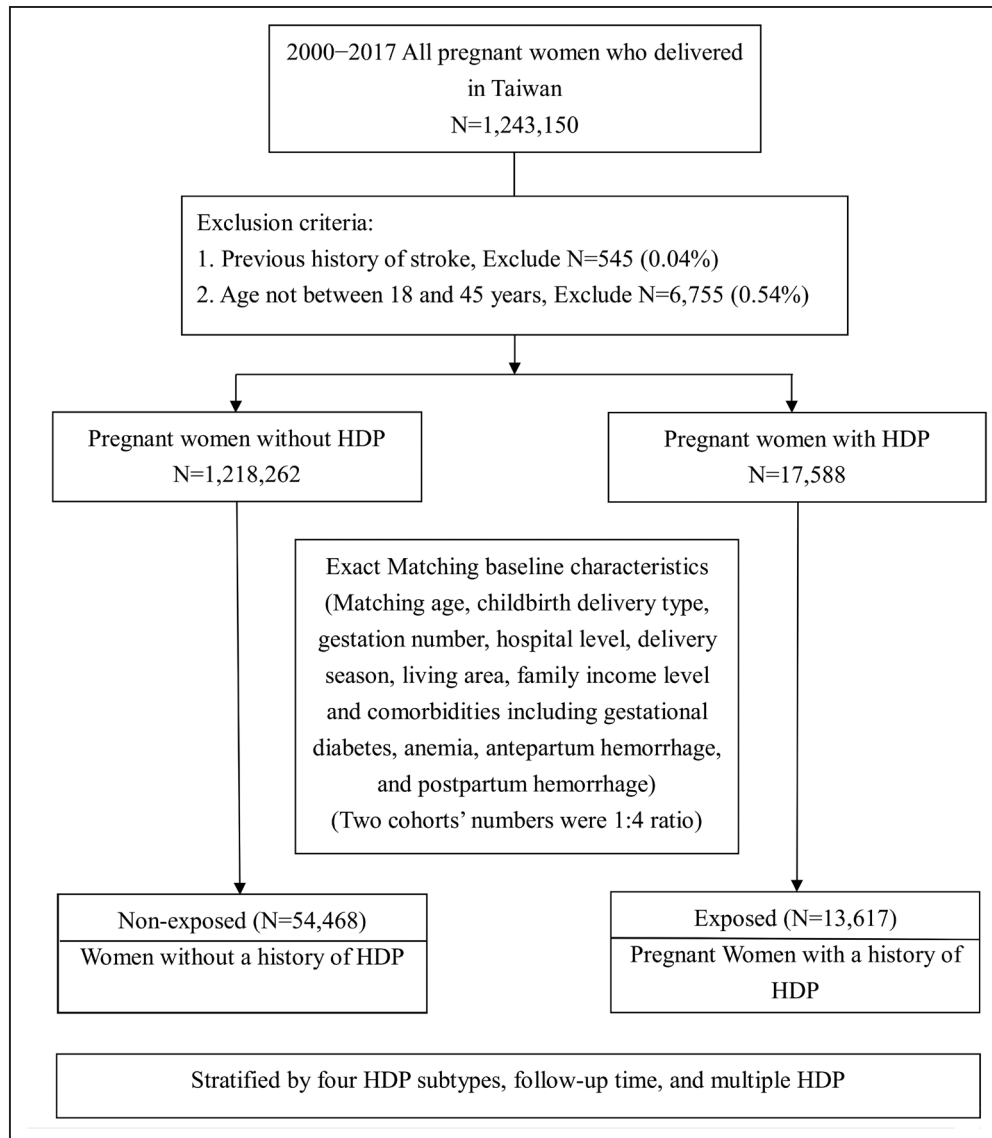 2000−2017 All pregnant women who delivered
in Taiwan
N=1,243,150
Exclusion criteria:
1. Previous history of stroke, Exclude N=545 (0.04%)
2. Age not between 18 and 45 years, Exclude N=6,755 (0.54%)
Pregnant women without HDP
N=1,218,262
Pregnant women with HDP
N=17,588
Exact Matching baseline characteristics
(Matching age, childbirth delivery type,
gestation number, hospital level, delivery
season, living area, family income level
and comorbidities including gestational
diabetes, anemia, antepartum hemorrhage,
and postpartum hemorrhage)
(Two cohorts’ numbers were 1:4 ratio)
Non-exposed (N=54,468)
Women without a history of HDP
Exposed (N=13,617)
Pregnant Women with a history of
HDP
Stratified by four HDP subtypes, follow-up time, and multiple HDP